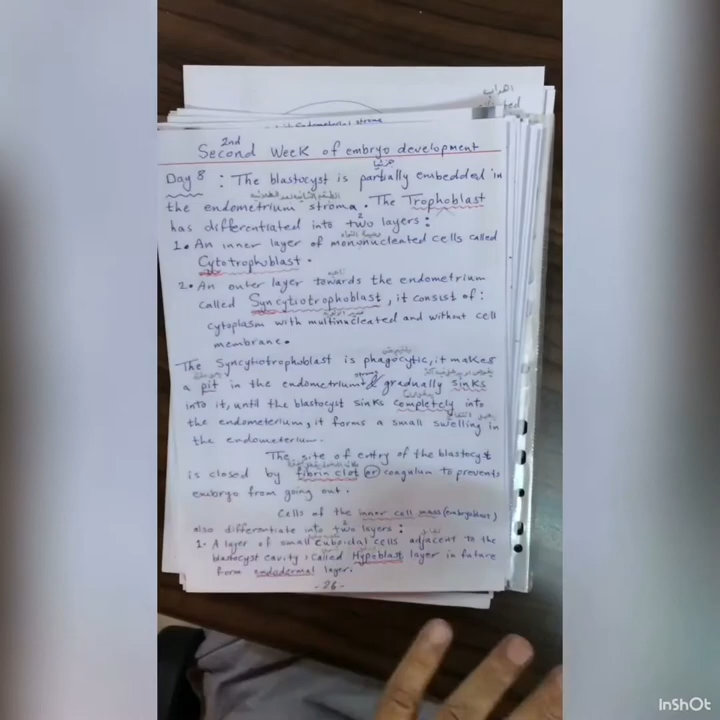 اهداب
2nd
Second Week of embryo development
Day 8 : The blastocyst is partially embedded in
the endometrium stroma. The Trophoblast
has differentiated into two layers :
2
1. An inner layer of mononucleated cells called
Cytotrophoblast.
2. An outer layer towards the endometrium
called Syncytiotrophoblast, it consist of :
cytoplasm with multinucleated and without cell
membrane.
The Syncytiotrophoblast is phagocytic, it makes
stroma
a pit in the endometrium & gradually sinks
into it, until the blastocyst sinks completely into
the endometerium, it forms a small swelling in
the endometerium.
The site of entry of the blastocyst
is closed by fibrin clot or coagulum to prevents
embryo from going out.
Cells of the inner cell mass (embryoblast)
also differentiate into two layers :
2
1- A layer of small cuboidal cells adjacent to the
blastocyst cavity : called Hypoblast layer in future
form endodermal layer.
-26-
InShOt